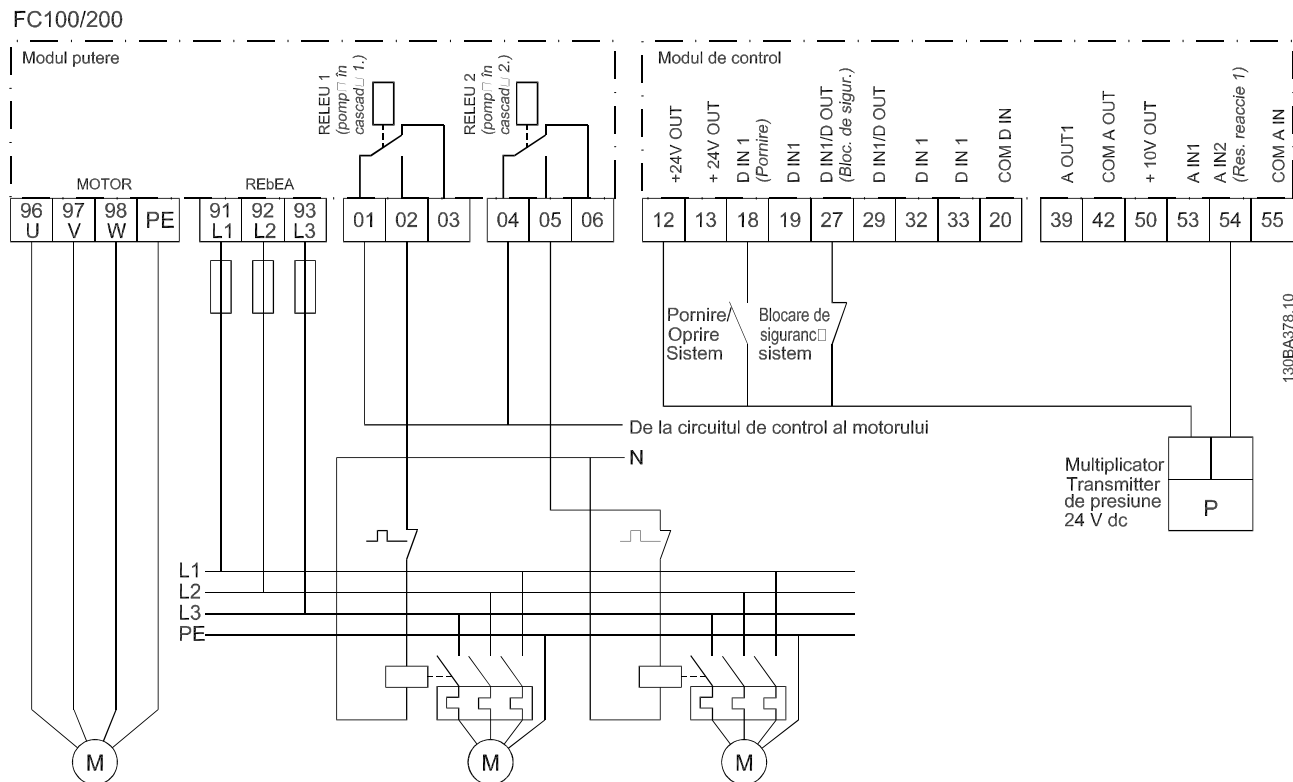 FC100/200
Modul putere
RELEU 1
(pomp□ în
cascad□ 1.)
RELEU 2
(pomp□ în
cascad□ 2.)
MOTOR
REbEA
96 97 98 PE
U V W
91 92 93
L1 L2 L3
01 02 03
04 05 06
Modul de control
+24V OUT
+ 24V OUT
D IN 1
(Pornire)
D IN1
D IN1/D OUT
(Bloc. de sigur.)
D IN1/D OUT
D IN 1
D IN 1
COM D IN
A OUT1
COM A OUT
+ 10V OUT
A IN1
A IN2
(Res. reaccie 1)
COM A IN
12 13 18 19 27 29 32 33 20
39 42 50 53 54 55
Pornire/
Oprire
Sistem
Blocare de
siguranc□
sistem
130BA378.10
De la circuitul de control al motorului
N
Multiplicator
Transmitter
de presiune
24 V dc
P
L1
L2
L3
PE
M
M
M